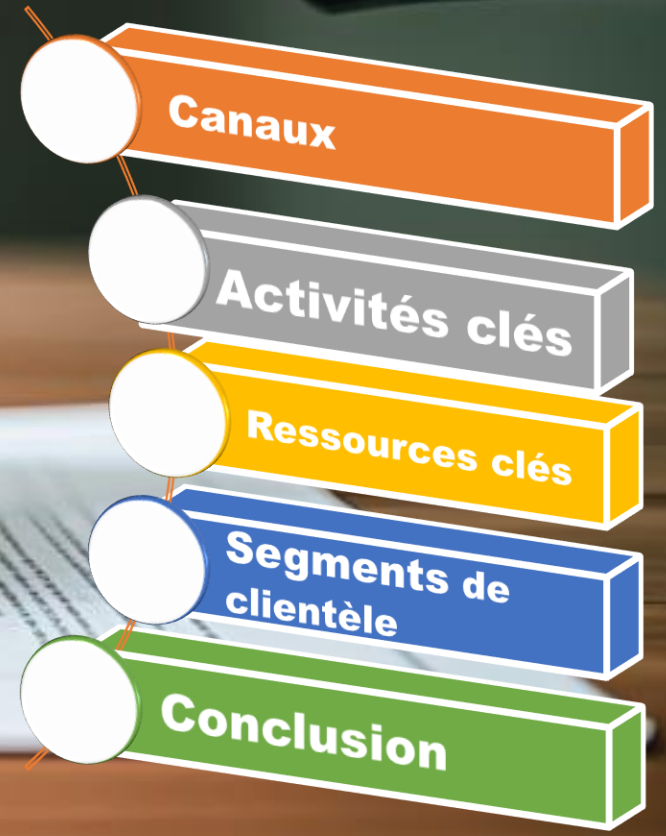 Canaux
Activités clés
Ressources clés
Segments de
clientèle
Conclusion